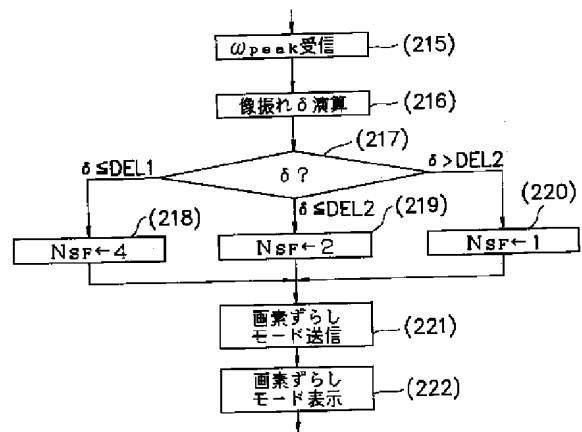 ωpeak受信
(215)
像振れδ演算
(216)
(217)
δ?
δ≦DEL1
δ>DEL2
δ≦DEL2
(218)
(219)
(220)
NSF←4
NSF←2
NSF←1
画素ずらし
モード送信
(221)
画素ずらし
モード表示
(222)